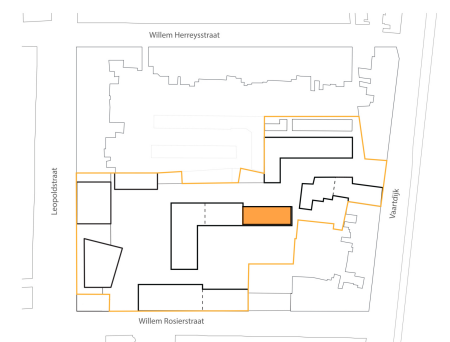 Willem Herreysstraat
Leopoldstraat
Vaartdijk
Willem Rosierstraat